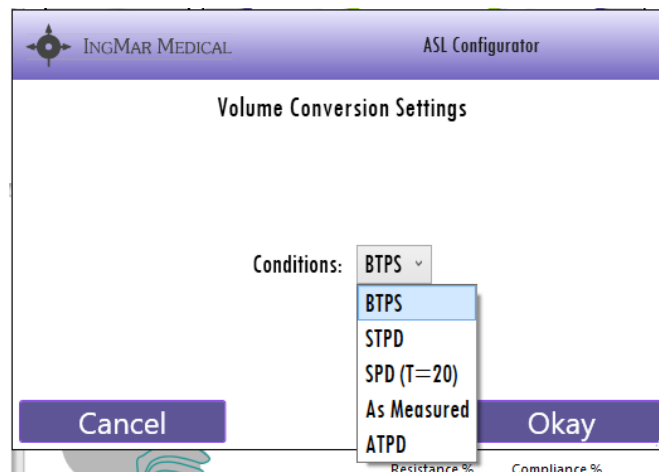 INGMAR MEDICAL
ASL Configurator
Volume Conversion Settings
Conditions: BTPS
BTPS
STPD
SPD (T=20)
As Measured
ATPD
Cancel
Okay
Resistance %
Compliance %